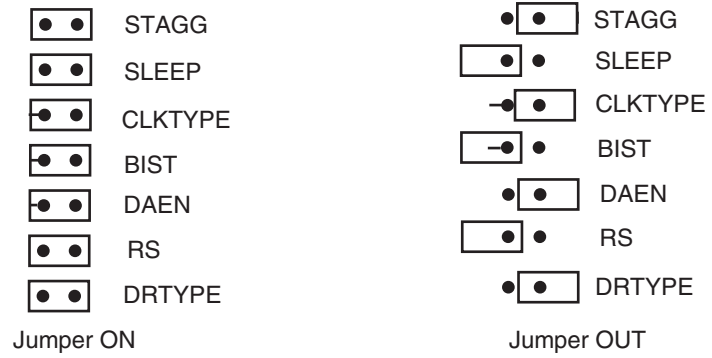 STAGG
SLEEP
CLKTYPE
BIST
DAEN
RS
DRTYPE
Jumper ON
STAGG
SLEEP
CLKTYPE
BIST
DAEN
RS
DRTYPE
Jumper OUT